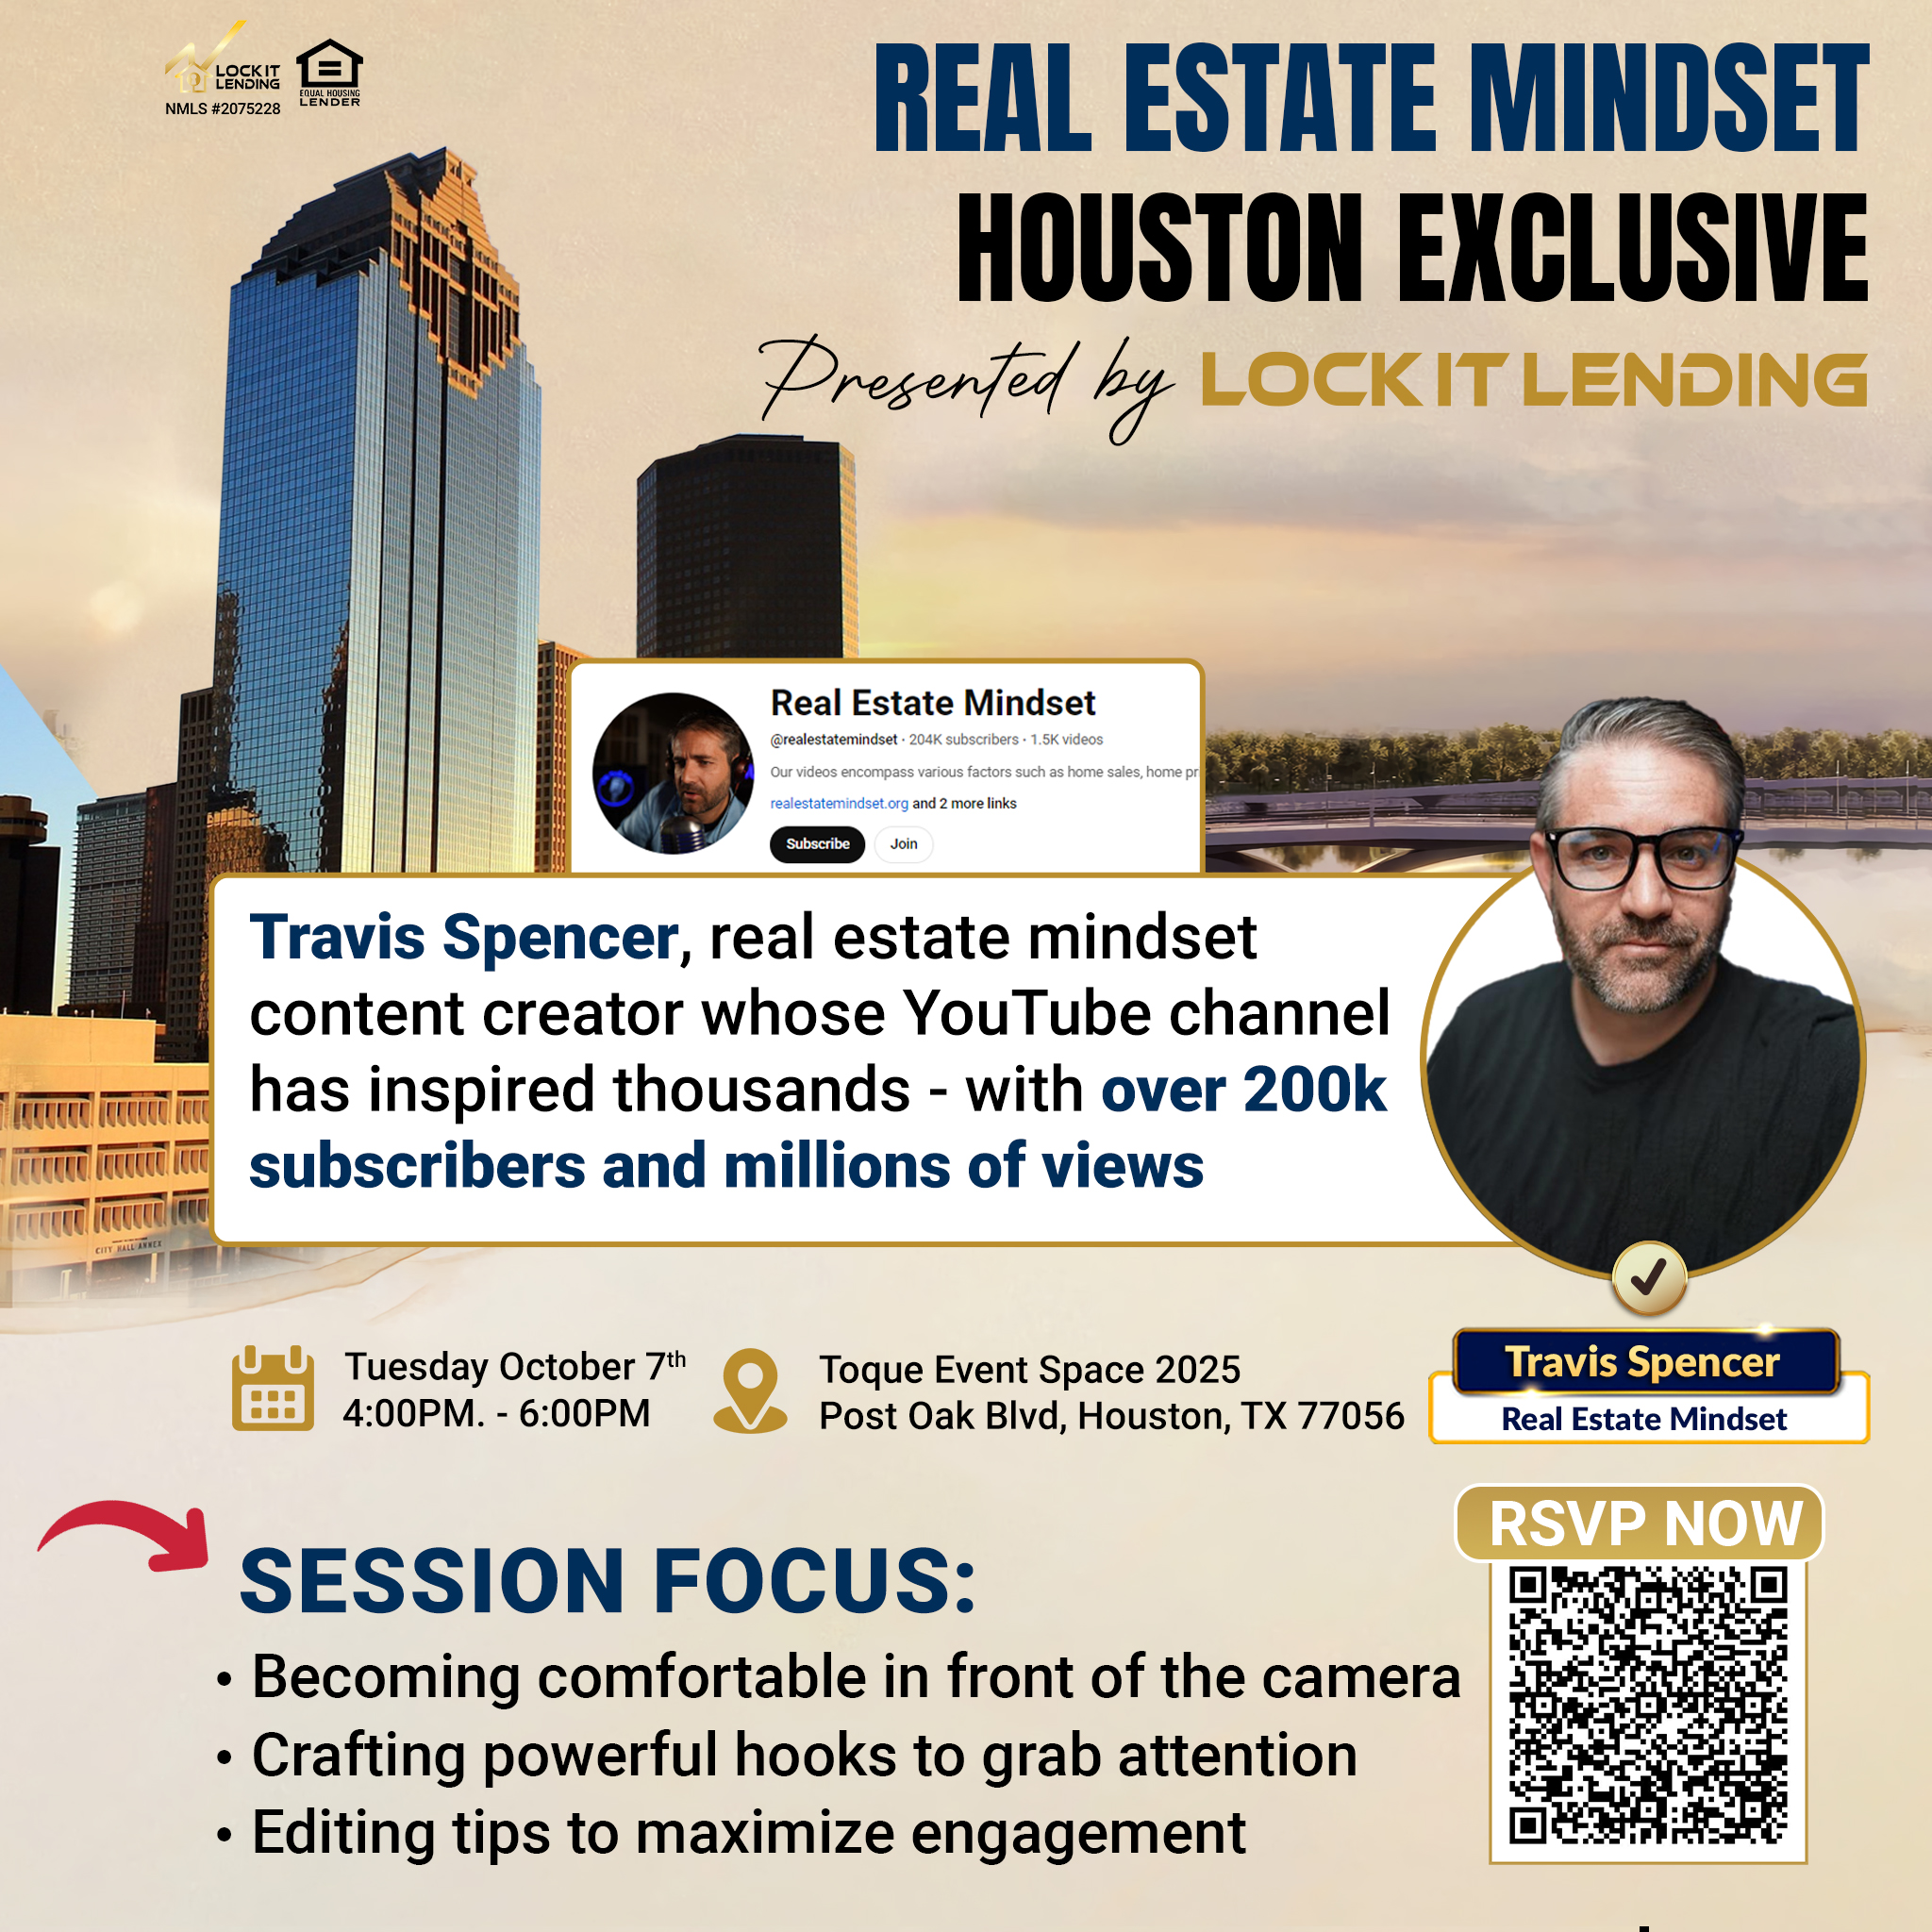 LOCK IT
LENDING
NMLS #2075228
EQUAL HOUSING
LENDER
REAL ESTATE MINDSET
HOUSTON EXCLUSIVE
Presented by LOCK IT LENDING
Real Estate Mindset
@realestatemindset · 204K subscribers · 1.5K videos
Our videos encompass various factors such as home sales, home pr
realestatemindset.org and 2 more links
Subscribe Join
Travis Spencer, real estate mindset
content creator whose YouTube channel
has inspired thousands - with over 200k
subscribers and millions of views
CITY HALL ANNEX
Tuesday October 7th
4:00PM. - 6:00PM
Toque Event Space 2025
Post Oak Blvd, Houston, TX 77056
Travis Spencer
Real Estate Mindset
RSVP NOW
SESSION FOCUS:
• Becoming comfortable in front of the camera
• Crafting powerful hooks to grab attention
• Editing tips to maximize engagement